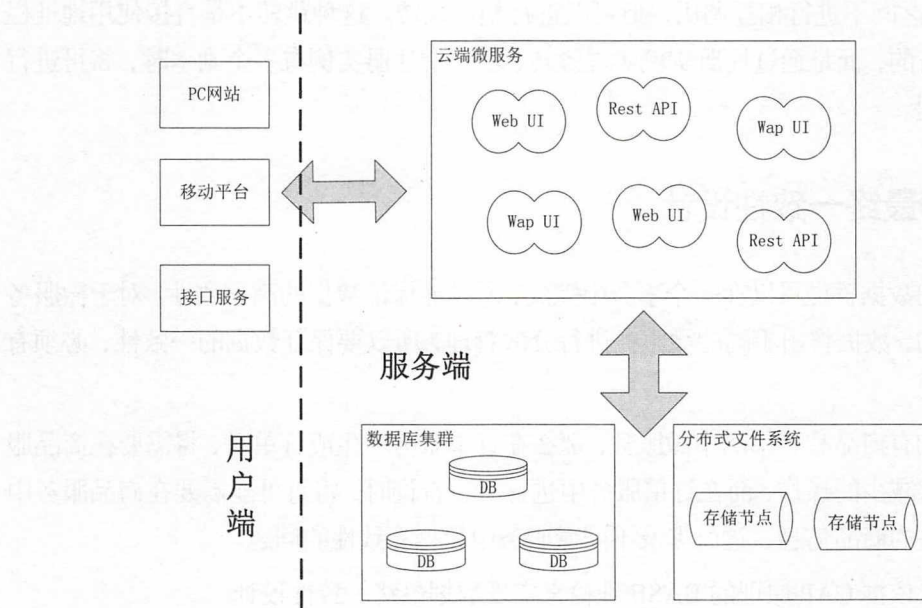 云端微服务
PC网站
Web UI
Rest API
Wap UI
移动平台
Wap UI
Web UI
Rest API
接口服务
服务端
用户端
数据库集群
DB
DB
DB
分布式文件系统
存储节点
存储节点